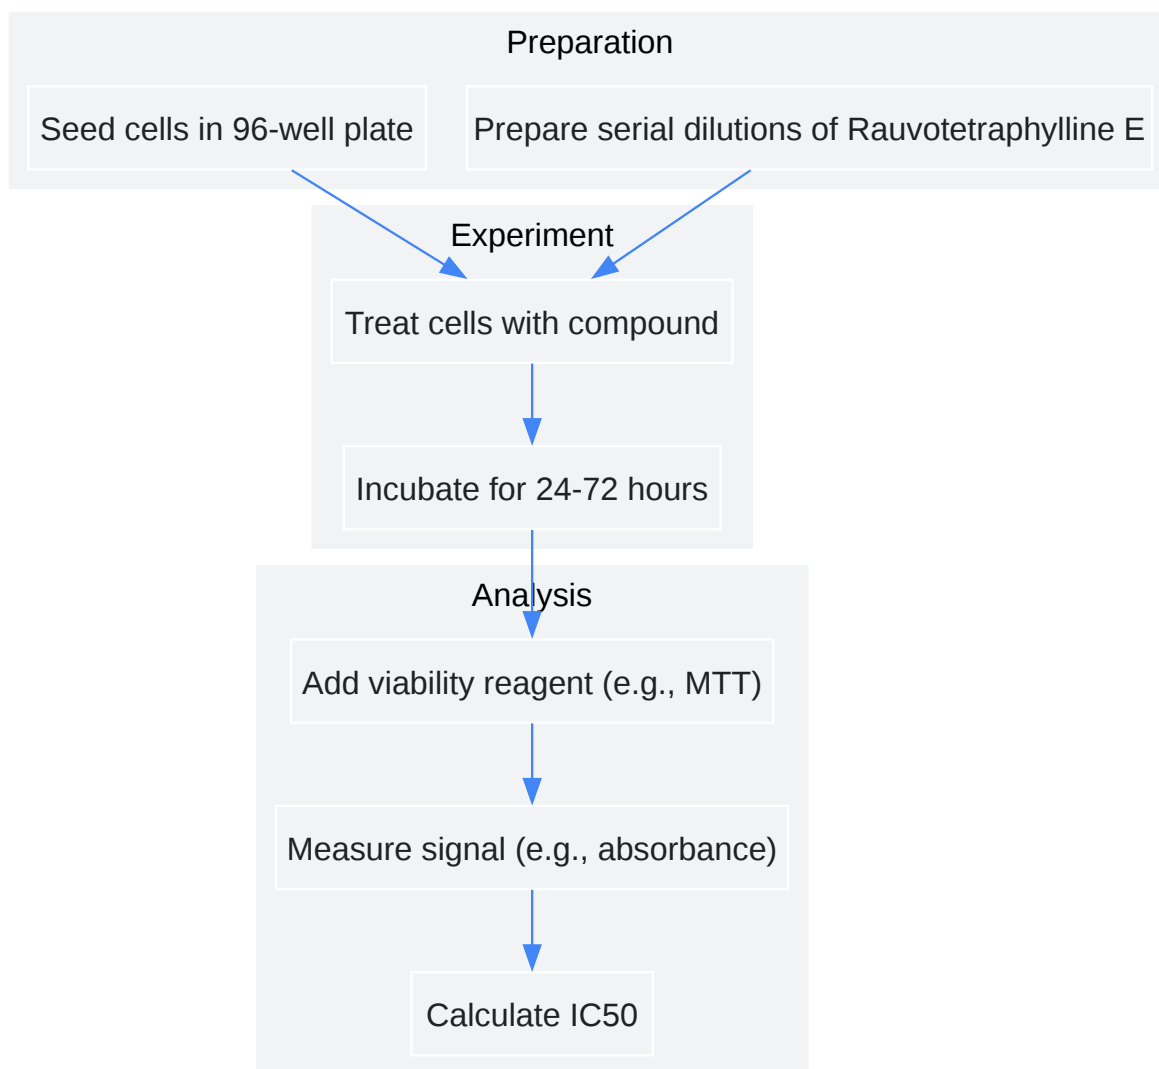 Preparation
Seed cells in 96-well plate
Prepare serial dilutions of Rauvotetraphylline E
Experiment
Treat cells with compound
Incubate for 24-72 hours
Analysis
Add viability reagent (e.g., MTT)
Measure signal (e.g., absorbance)
Calculate IC50